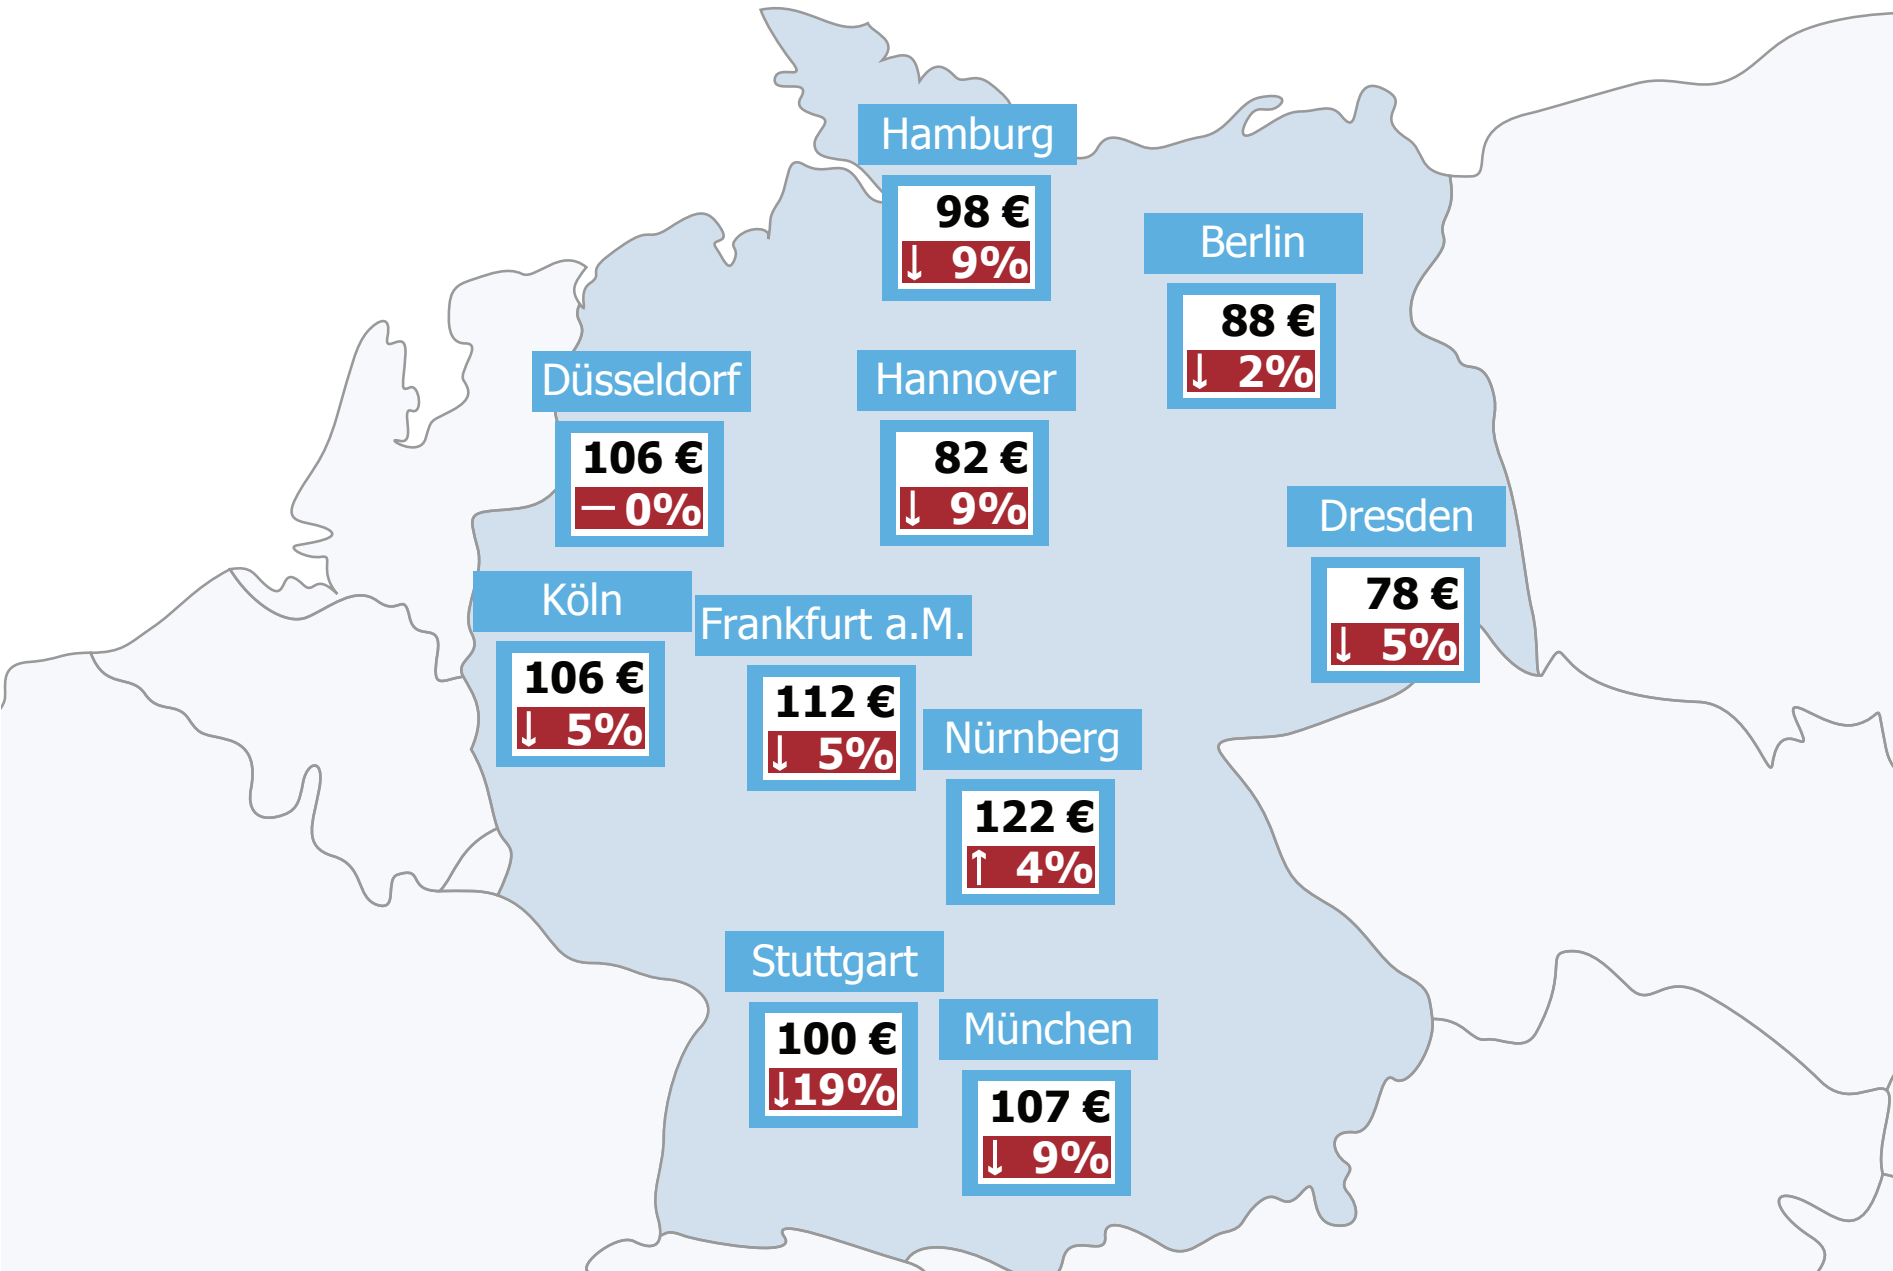 Hamburg
98 €
↓ 9%
Berlin
88 €
↓ 2%
Düsseldorf
106 €
— 0%
Hannover
82 €
↓ 9%
Dresden
78 €
↓ 5%
Köln
106 €
↓ 5%
Frankfurt a.M.
112 €
↓ 5%
Nürnberg
122 €
↑ 4%
Stuttgart
100 €
↓19%
München
107 €
↓ 9%